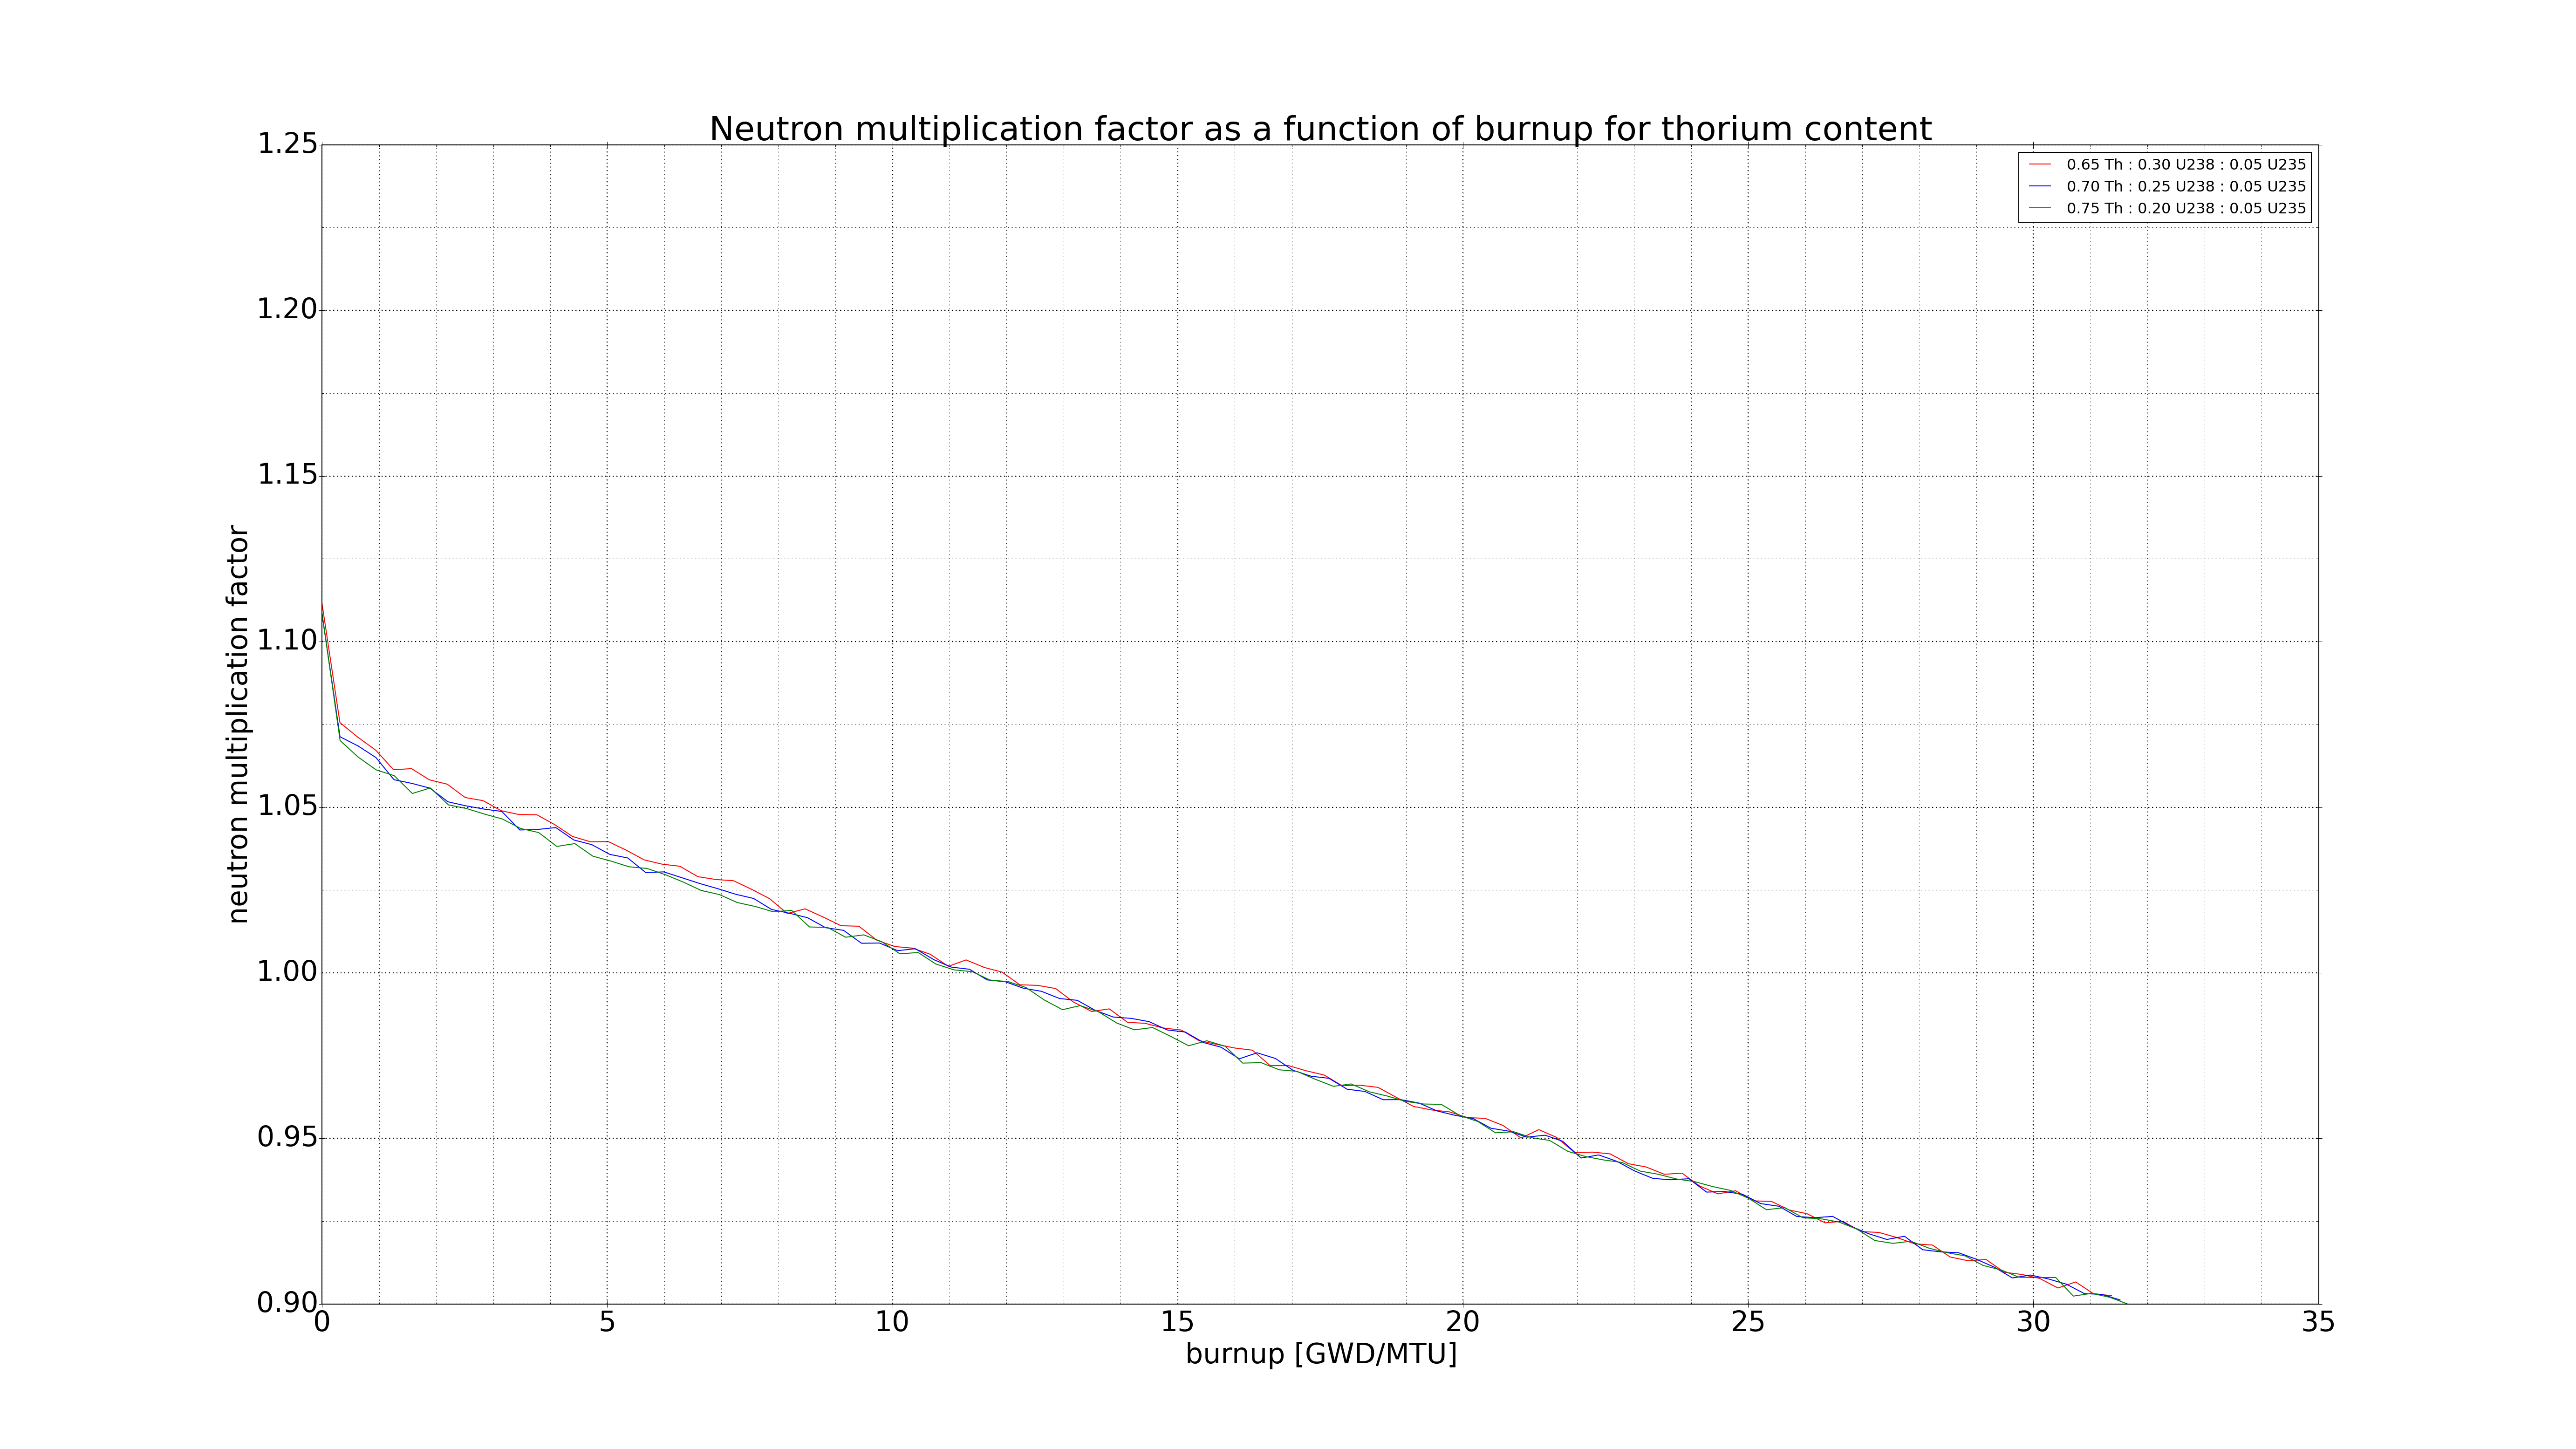 Neutron multiplication factor as a function of burnup for thorium content
0.65 Th : 0.30 U238 : 0.05 U235
0.70 Th : 0.25 U238 : 0.05 U235
0.75 Th : 0.20 U238 : 0.05 U235
neutron multiplication factor
1.25
1.20
1.15
1.10
1.05
1.00
0.95
0.90
0 5 10 15 20 25 30 35
burnup [GWD/MTU]